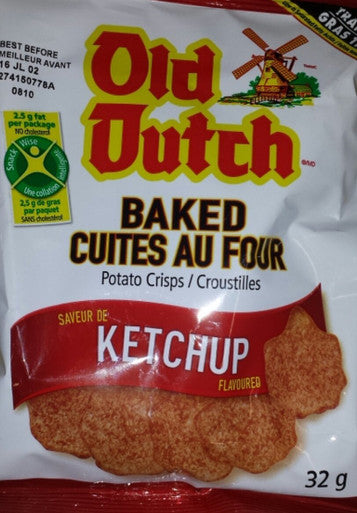 BEST BEFORE
MEILLEUR AVANT
16 JL 02
274150778A
0810
Old
Dutch
TRA
GRAS
2.5 g fat
per package
NO cholesterol
Snack Wise
Une collation
2,5 g de gras
par paquet
SANS cholestérol
BAKED
CUITES AU FOUR
Potato Crisps / Croustilles
SAVEUR DE
KETCHUP
FLAVOURED
32 g